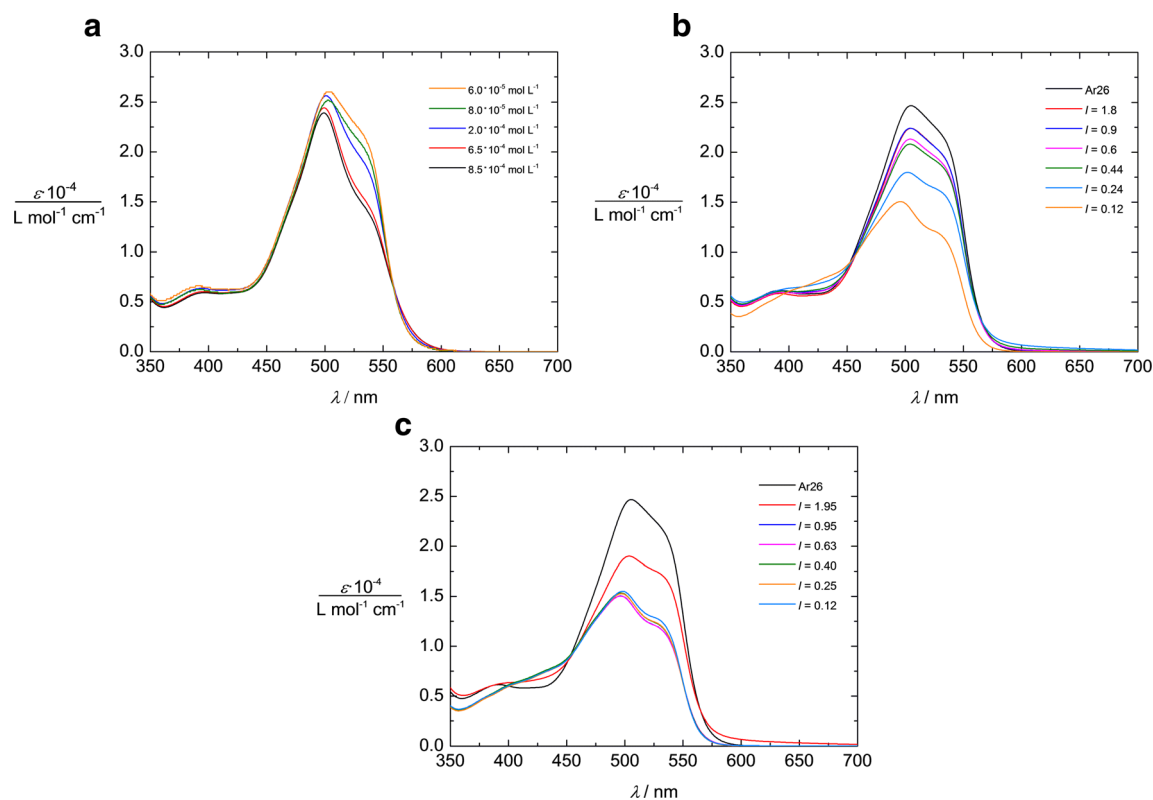 a
3.0
2.5
2.0
1.5
1.0
0.5
0.0
ε·10⁻⁴
L mol⁻¹ cm⁻¹
6.0*10⁻⁵ mol L⁻¹
8.0*10⁻⁵ mol L⁻¹
2.0*10⁻⁴ mol L⁻¹
6.5*10⁻⁴ mol L⁻¹
8.5*10⁻⁴ mol L⁻¹
350 400 450 500 550 600 650 700
λ / nm
b
3.0
2.5
2.0
1.5
1.0
0.5
0.0
ε·10⁻⁴
L mol⁻¹ cm⁻¹
Ar26
l = 1.8
l = 0.9
l = 0.6
l = 0.44
l = 0.24
l = 0.12
350 400 450 500 550 600 650 700
λ / nm
c
3.0
2.5
2.0
1.5
1.0
0.5
0.0
ε·10⁻⁴
L mol⁻¹ cm⁻¹
Ar26
l = 1.95
l = 0.95
l = 0.63
l = 0.40
l = 0.25
l = 0.12
350 400 450 500 550 600 650 700
λ / nm